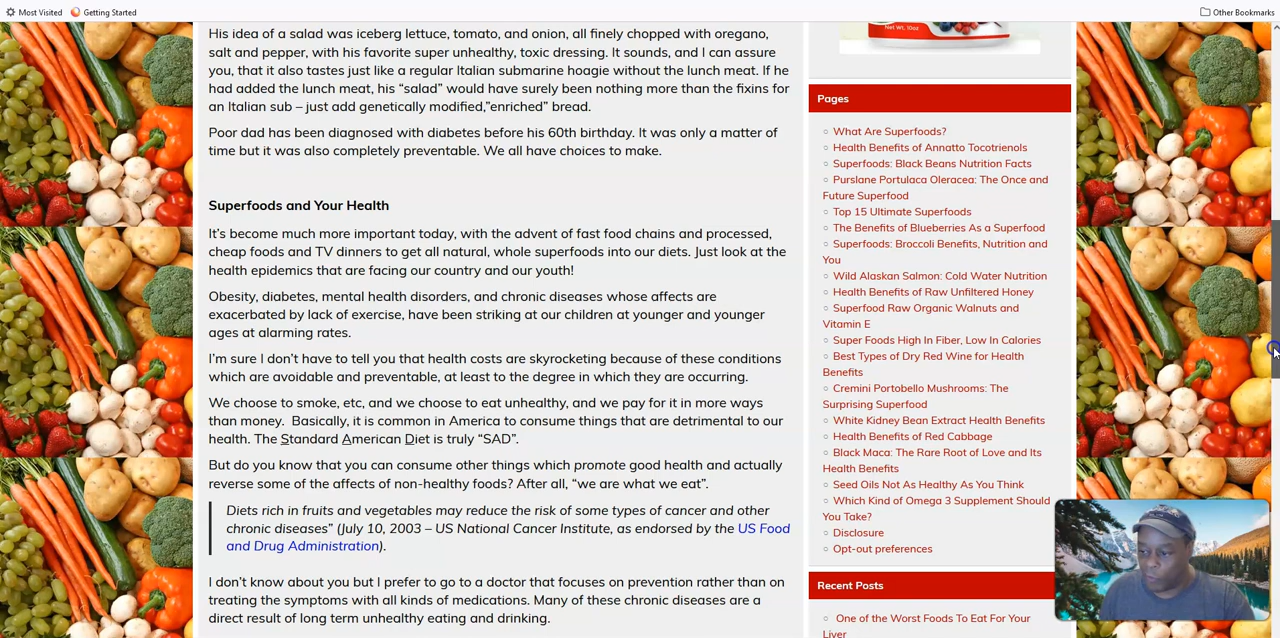 Most Visited
Getting Started
Other Bookmarks
His idea of a salad was iceberg lettuce, tomato, and onion, all finely chopped with oregano,
salt and pepper, with his favorite super unhealthy, toxic dressing. It sounds, and I can assure
you, that it also tastes just like a regular Italian submarine hoagie without the lunch meat. If he
had added the lunch meat, his “salad” would have surely been nothing more than the fixins for
an Italian sub – just add genetically modified,”enriched” bread.
Poor dad has been diagnosed with diabetes before his 60th birthday. It was only a matter of
time but it was also completely preventable. We all have choices to make.
Superfoods and Your Health
It’s become much more important today, with the advent of fast food chains and processed,
cheap foods and TV dinners to get all natural, whole superfoods into our diets. Just look at the
health epidemics that are facing our country and our youth!
Obesity, diabetes, mental health disorders, and chronic diseases whose affects are
exacerbated by lack of exercise, have been striking at our children at younger and younger
ages at alarming rates.
I’m sure I don’t have to tell you that health costs are skyrocketing because of these conditions
which are avoidable and preventable, at least to the degree in which they are occurring.
We choose to smoke, etc, and we choose to eat unhealthy, and we pay for it in more ways
than money. Basically, it is common in America to consume things that are detrimental to our
health. The Standard American Diet is truly “SAD”.
But do you know that you can consume other things which promote good health and actually
reverse some of the affects of non-healthy foods? After all, “we are what we eat”.
Diets rich in fruits and vegetables may reduce the risk of some types of cancer and other
chronic diseases” (July 10, 2003 – US National Cancer Institute, as endorsed by the US Food
and Drug Administration).
I don’t know about you but I prefer to go to a doctor that focuses on prevention rather than on
treating the symptoms with all kinds of medications. Many of these chronic diseases are a
direct result of long term unhealthy eating and drinking.
Net Wt. 10oz
Pages
What Are Superfoods?
Health Benefits of Annatto Tocotrienols
Superfoods: Black Beans Nutrition Facts
Purslane Portulaca Oleracea: The Once and
Future Superfood
Top 15 Ultimate Superfoods
The Benefits of Blueberries As a Superfood
Superfoods: Broccoli Benefits, Nutrition and
You
Wild Alaskan Salmon: Cold Water Nutrition
Health Benefits of Raw Unfiltered Honey
Superfood Raw Organic Walnuts and
Vitamin E
Super Foods High In Fiber, Low In Calories
Best Types of Dry Red Wine for Health
Benefits
Cremini Portobello Mushrooms: The
Surprising Superfood
White Kidney Bean Extract Health Benefits
Health Benefits of Red Cabbage
Black Maca: The Rare Root of Love and Its
Health Benefits
Seed Oils Not As Healthy As You Think
Which Kind of Omega 3 Supplement Should
You Take?
Disclosure
Opt-out preferences
Recent Posts
One of the Worst Foods To Eat For Your
Liver